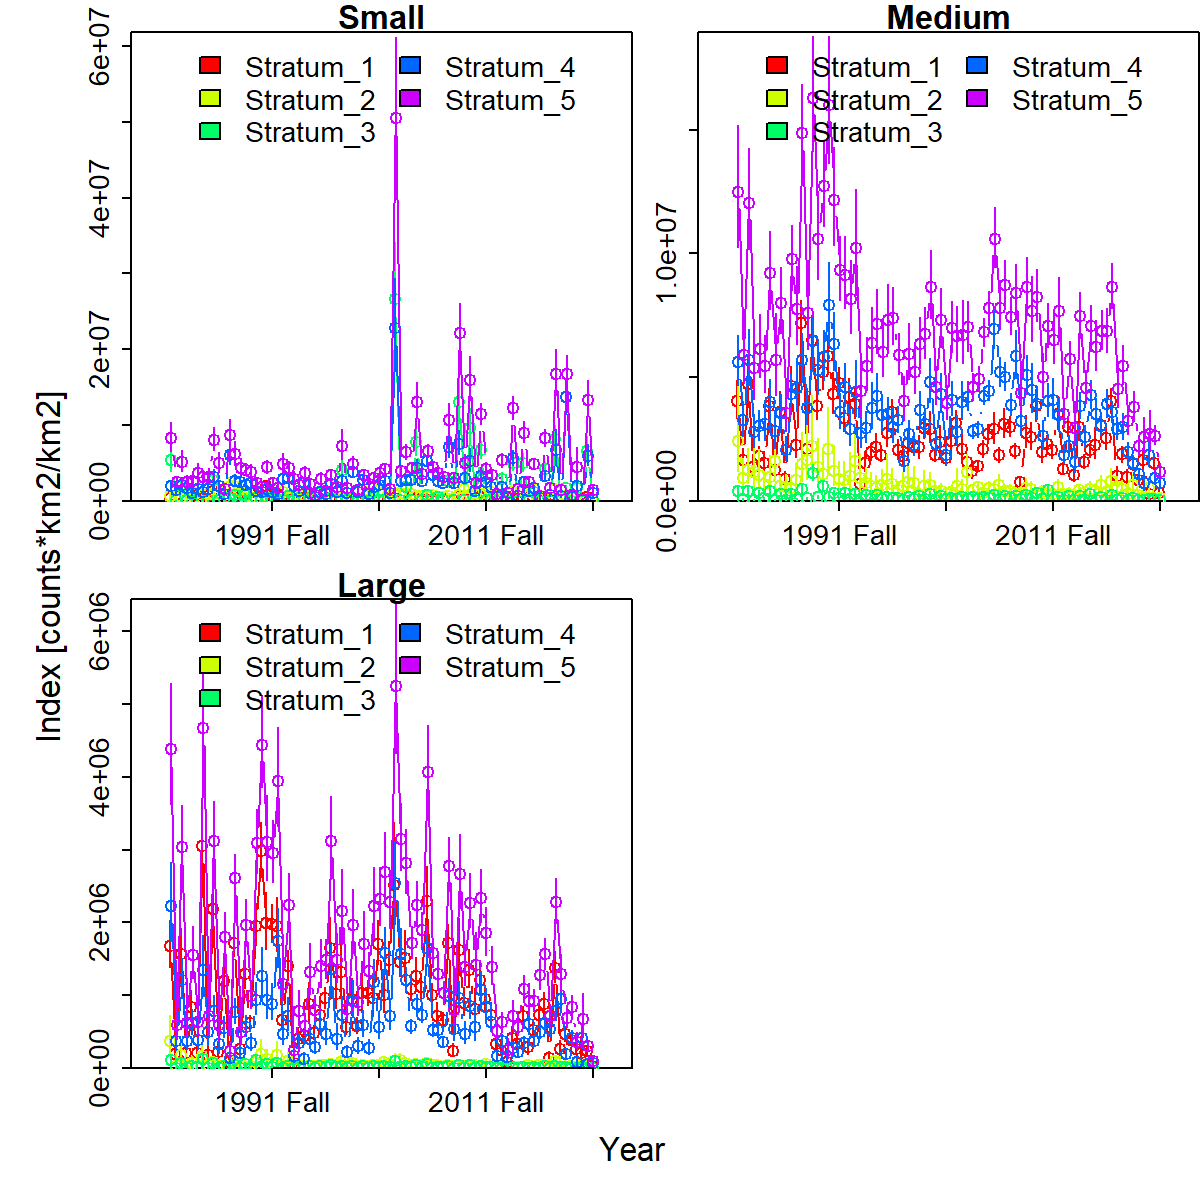 Small
6e+07
4e+07
2e+07
0e+00
Stratum_1
Stratum_2
Stratum_3
Stratum_4
Stratum_5
1991 Fall
2011 Fall
Medium
1.0e+07
0.0e+00
Stratum_1
Stratum_2
Stratum_3
Stratum_4
Stratum_5
1991 Fall
2011 Fall
Large
6e+06
4e+06
2e+06
0e+00
Stratum_1
Stratum_2
Stratum_3
Stratum_4
Stratum_5
1991 Fall
2011 Fall
Index [counts*km2/km2]
Year